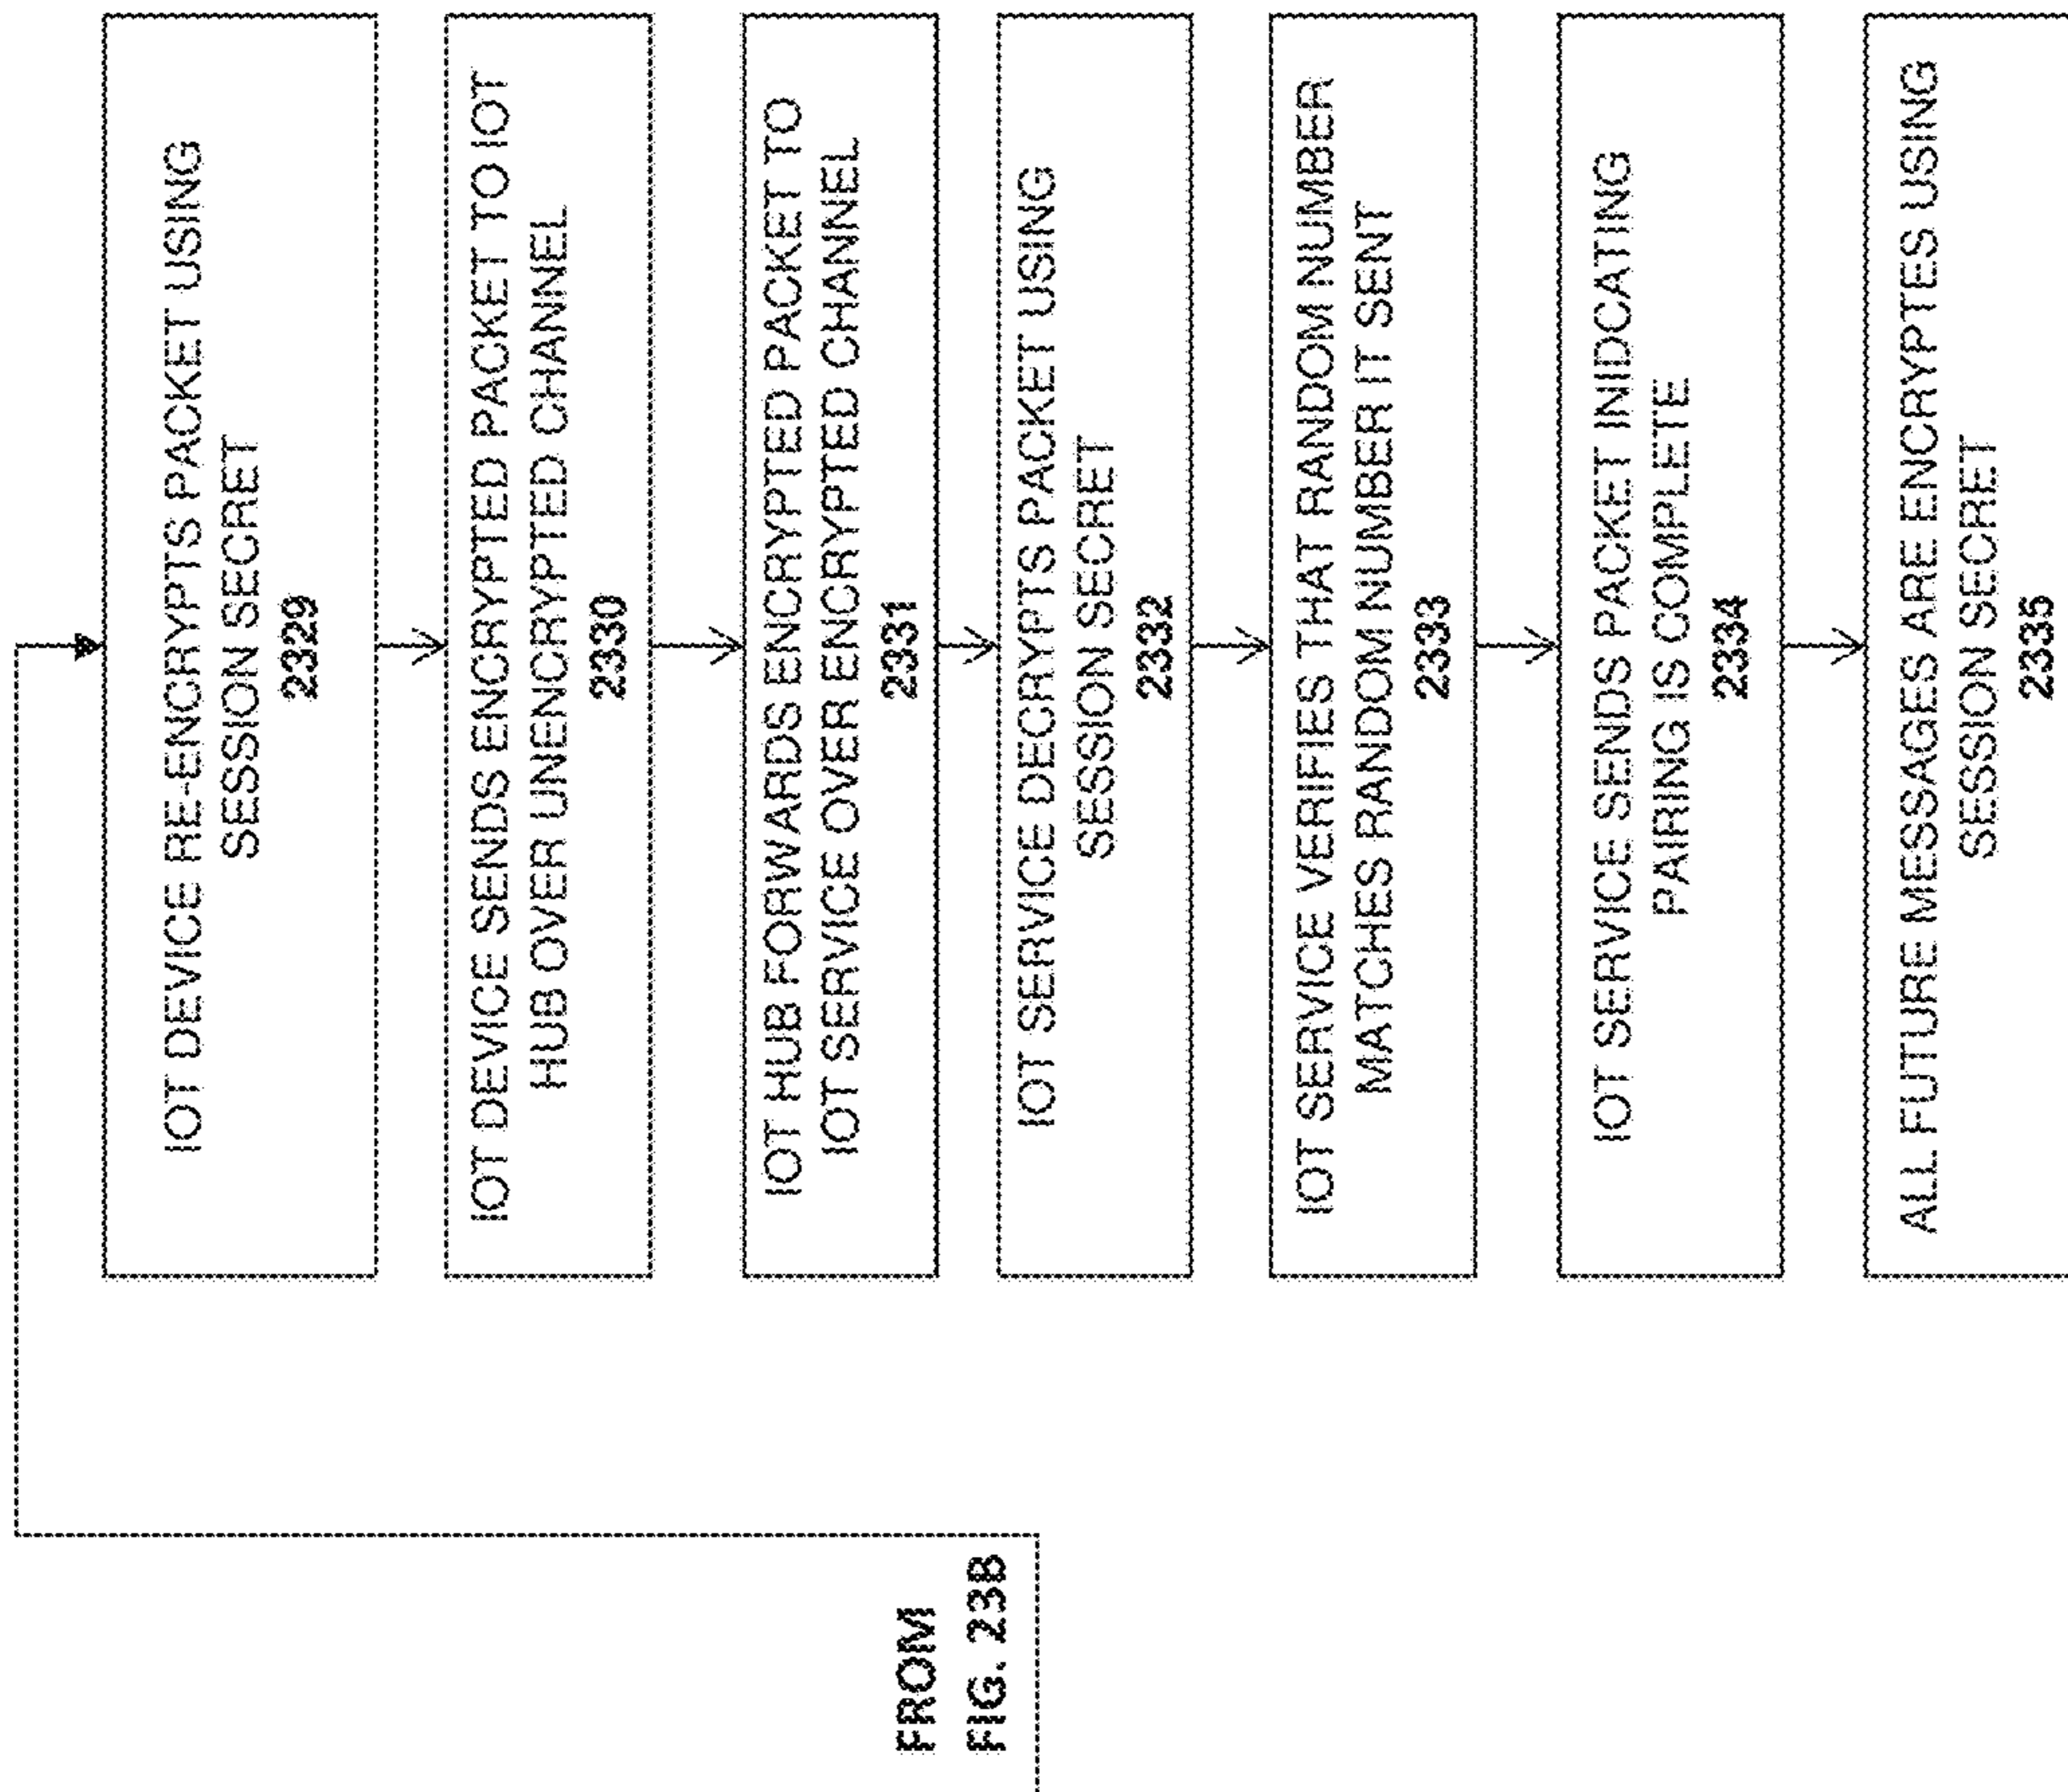 FROM
FIG. 23B
IOT DEVICE RE-ENCRYPTS PACKET USING
SESSION SECRET
2329
IOT DEVICE SENDS ENCRYPTED PACKET TO IOT
HUB OVER UNENCRYPTED CHANNEL
2330
IOT HUB FORWARDS ENCRYPTED PACKET TO
IOT SERVICE OVER ENCRYPTED CHANNEL
2331
IOT SERVICE DECRYPTS PACKET USING
SESSION SECRET
2332
IOT SERVICE VERIFIES THAT RANDOM NUMBER
MATCHES RANDOM NUMBER IT SENT
2333
IOT SERVICE SENDS PACKET INIDCATING
PAIRING IS COMPLETE
2334
ALL FUTURE MESSAGES ARE ENCRYPTES USING
SESSION SECRET
2335